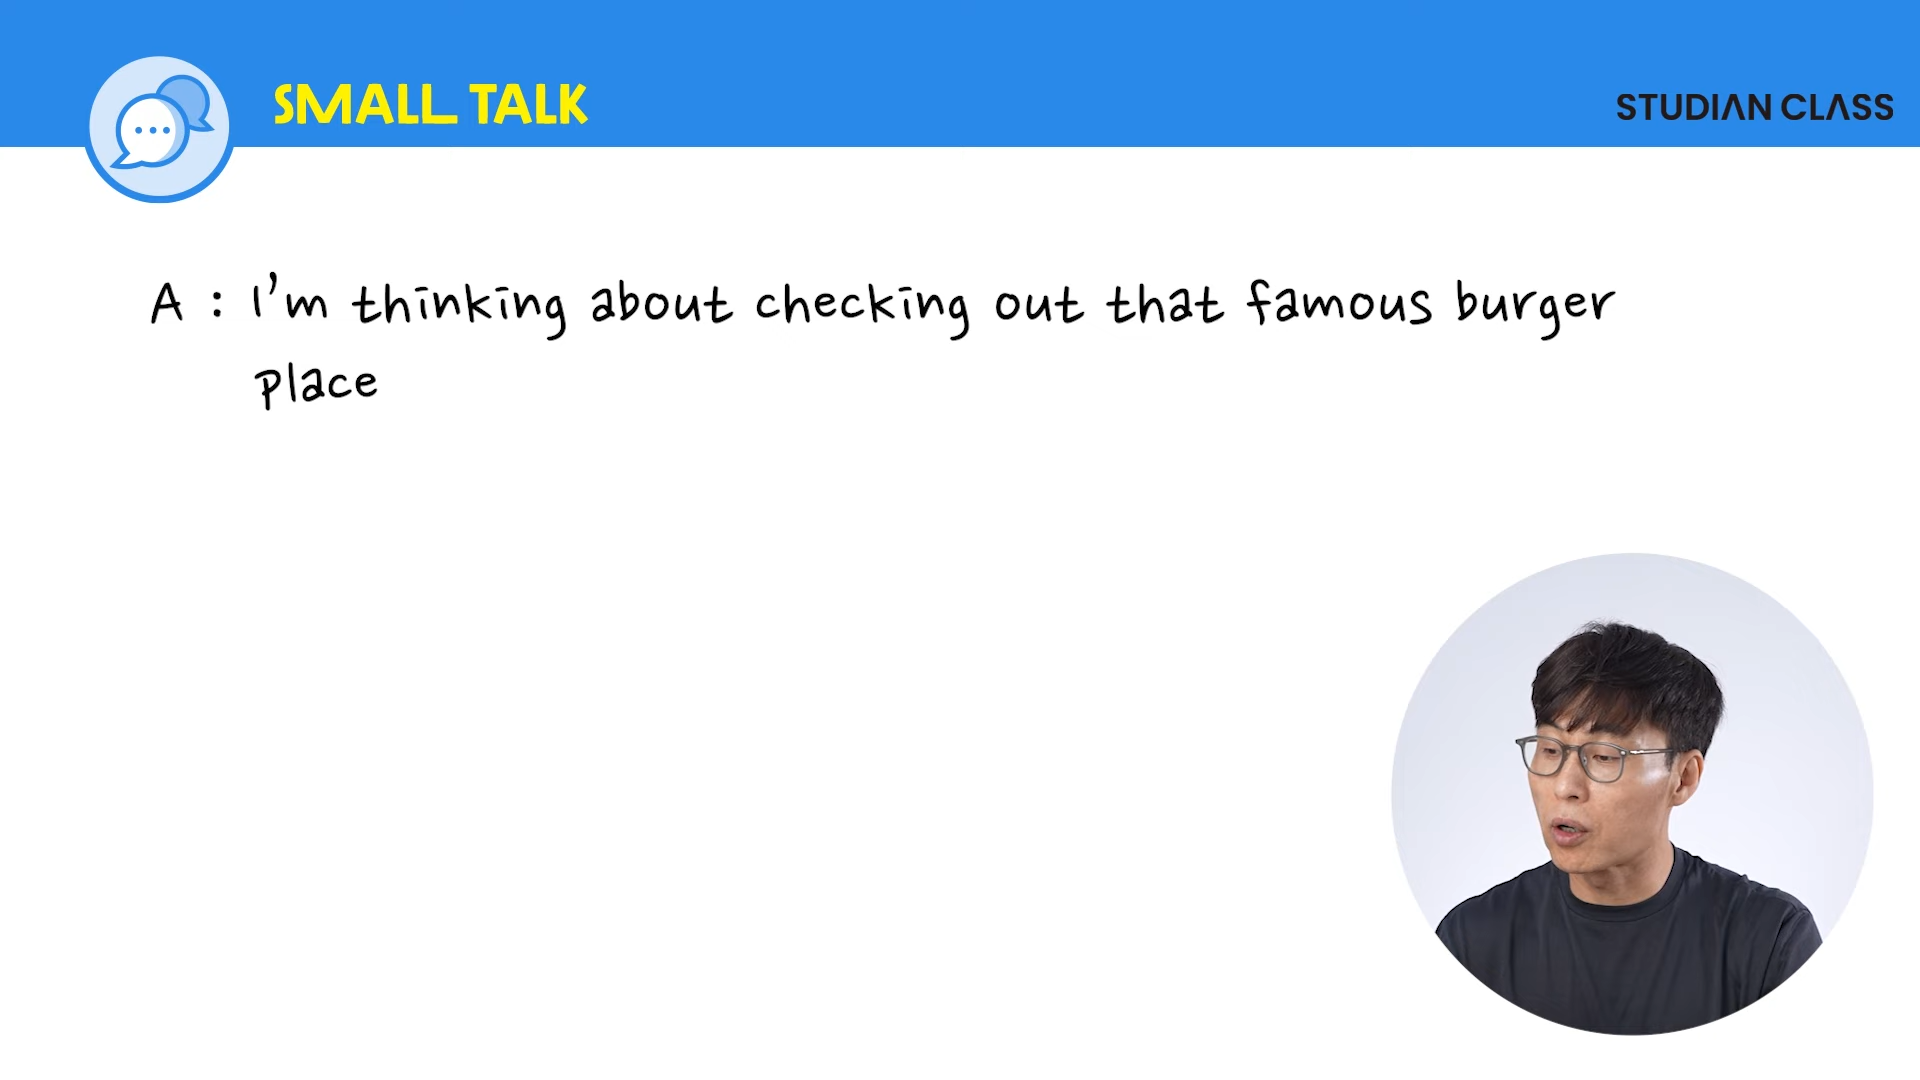 SMALL TALK
STUDIAN CLASS
A : I'm thinking about checking out that famous burger
place